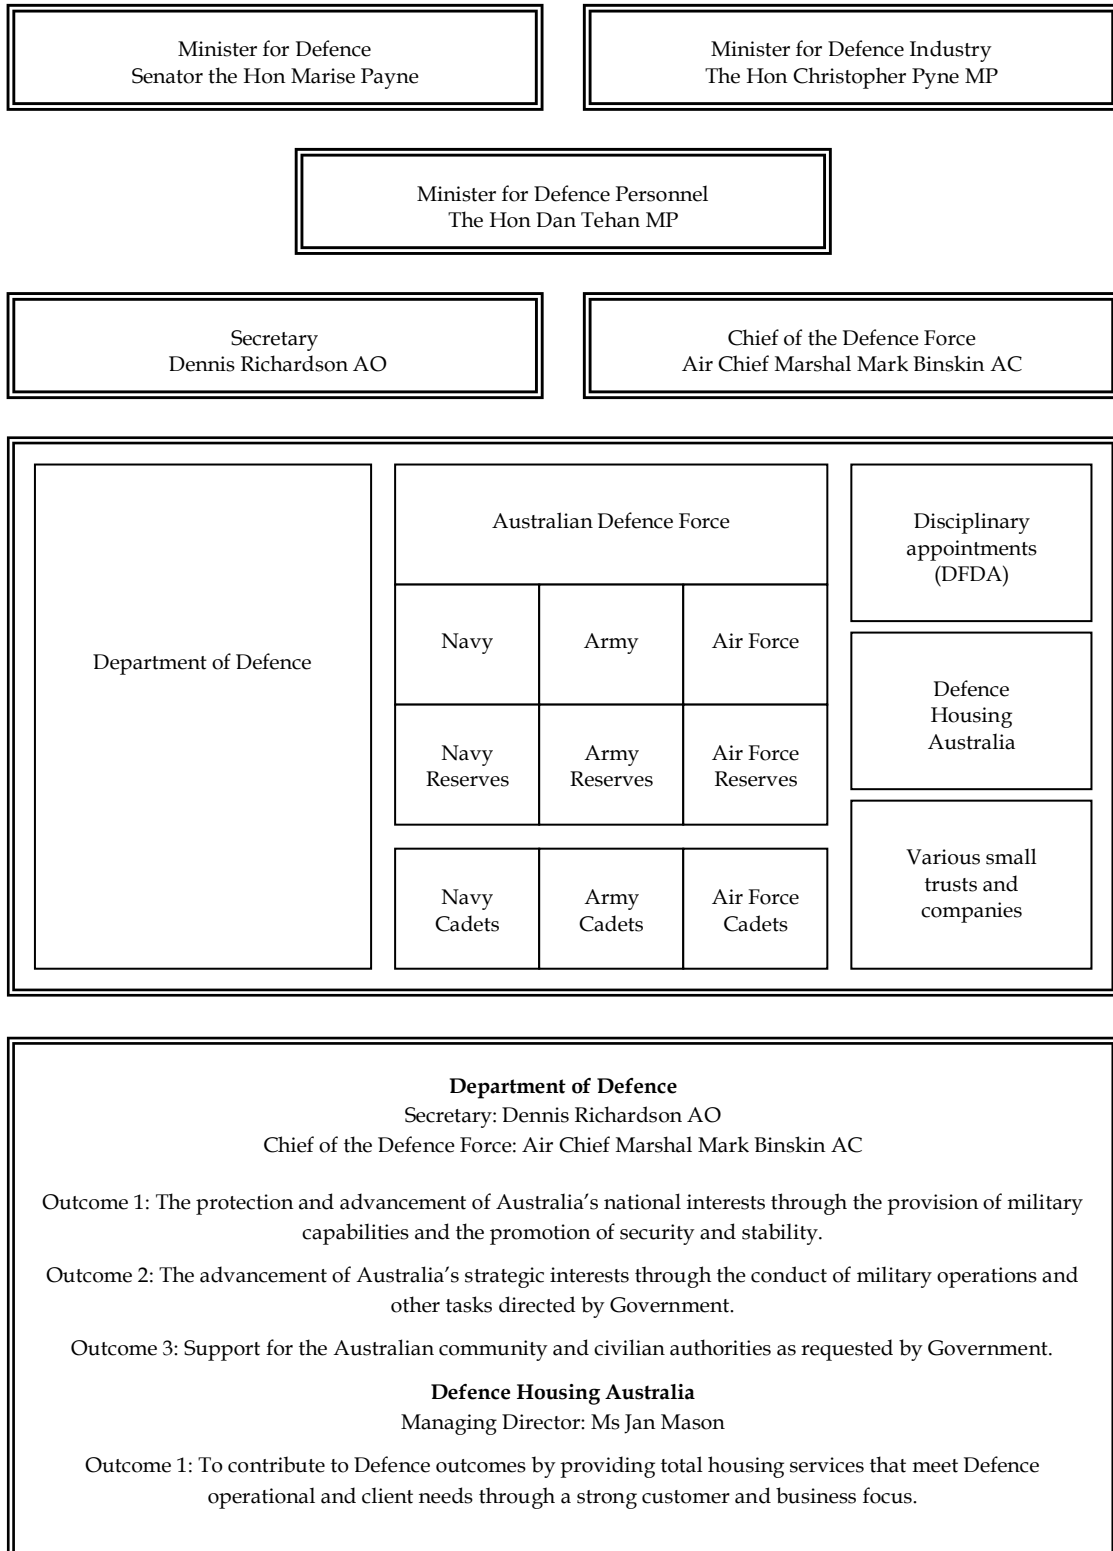 Minister for Defence
Senator the Hon Marise Payne
Minister for Defence Industry
The Hon Christopher Pyne MP
Minister for Defence Personnel
The Hon Dan Tehan MP
Secretary
Dennis Richardson AO
Chief of the Defence Force
Air Chief Marshal Mark Binskin AC
Department of Defence
Australian Defence Force
Navy
Army
Air Force
Navy
Reserves
Army
Reserves
Air Force
Reserves
Navy
Cadets
Army
Cadets
Air Force
Cadets
Disciplinary
appointments
(DFDA)
Defence
Housing
Australia
Various small
trusts and
companies
Department of Defence
Secretary: Dennis Richardson AO
Chief of the Defence Force: Air Chief Marshal Mark Binskin AC
Outcome 1: The protection and advancement of Australia’s national interests through the provision of military
capabilities and the promotion of security and stability.
Outcome 2: The advancement of Australia’s strategic interests through the conduct of military operations and
other tasks directed by Government.
Outcome 3: Support for the Australian community and civilian authorities as requested by Government.
Defence Housing Australia
Managing Director: Ms Jan Mason
Outcome 1: To contribute to Defence outcomes by providing total housing services that meet Defence
operational and client needs through a strong customer and business focus.